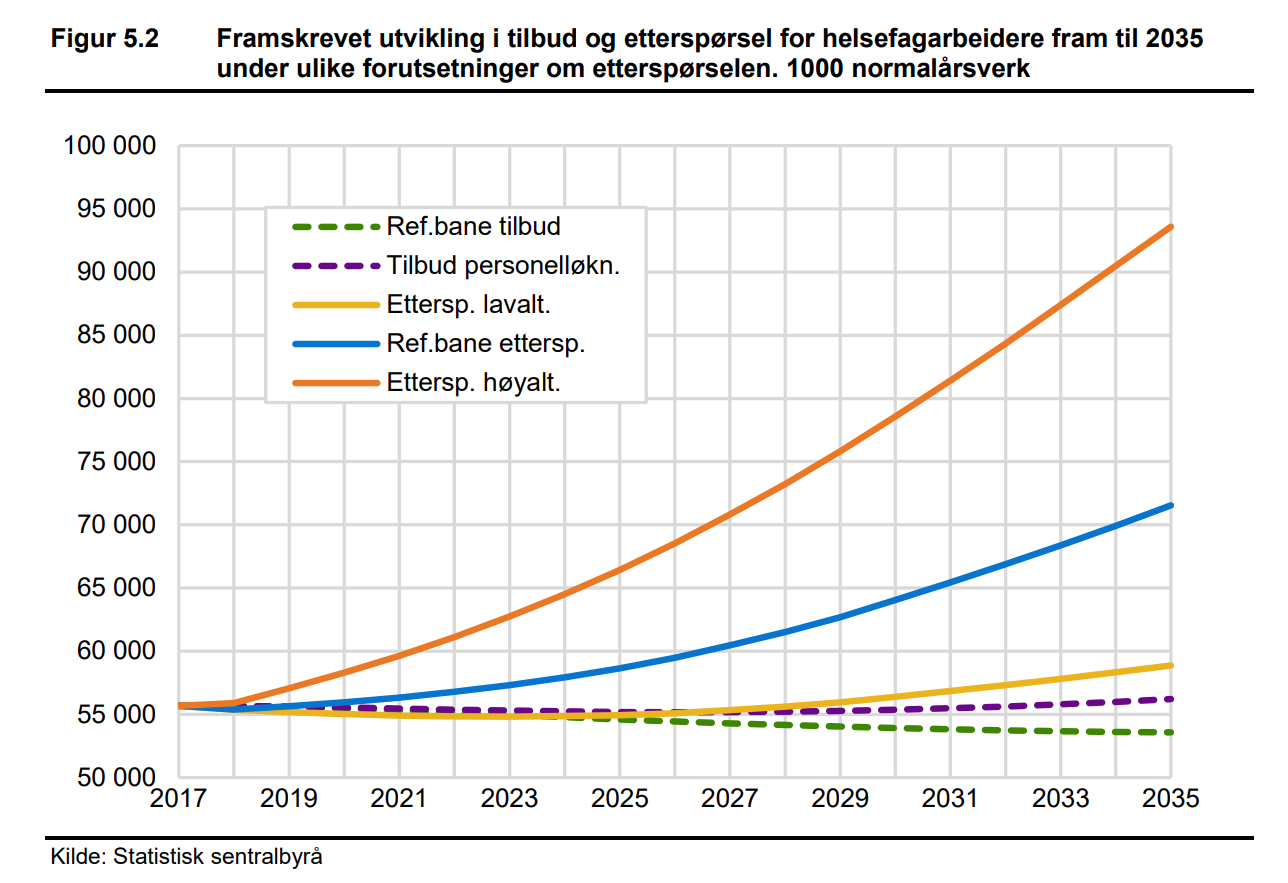 Figur 5.2 Framskrevet utvikling i tilbud og etterspørsel for helsefagarbeidere fram til 2035
under ulike forutsetninger om etterspørselen. 1000 normalårsverk
100 000
95 000
90 000
85 000
80 000
75 000
70 000
65 000
60 000
55 000
50 000
Ref.bane tilbud
Tilbud personelløkn.
Ettersp. lavalt.
Ref.bane ettersp.
Ettersp. høyalt.
2017 2019 2021 2023 2025 2027 2029 2031 2033 2035
Kilde: Statistisk sentralbyrå